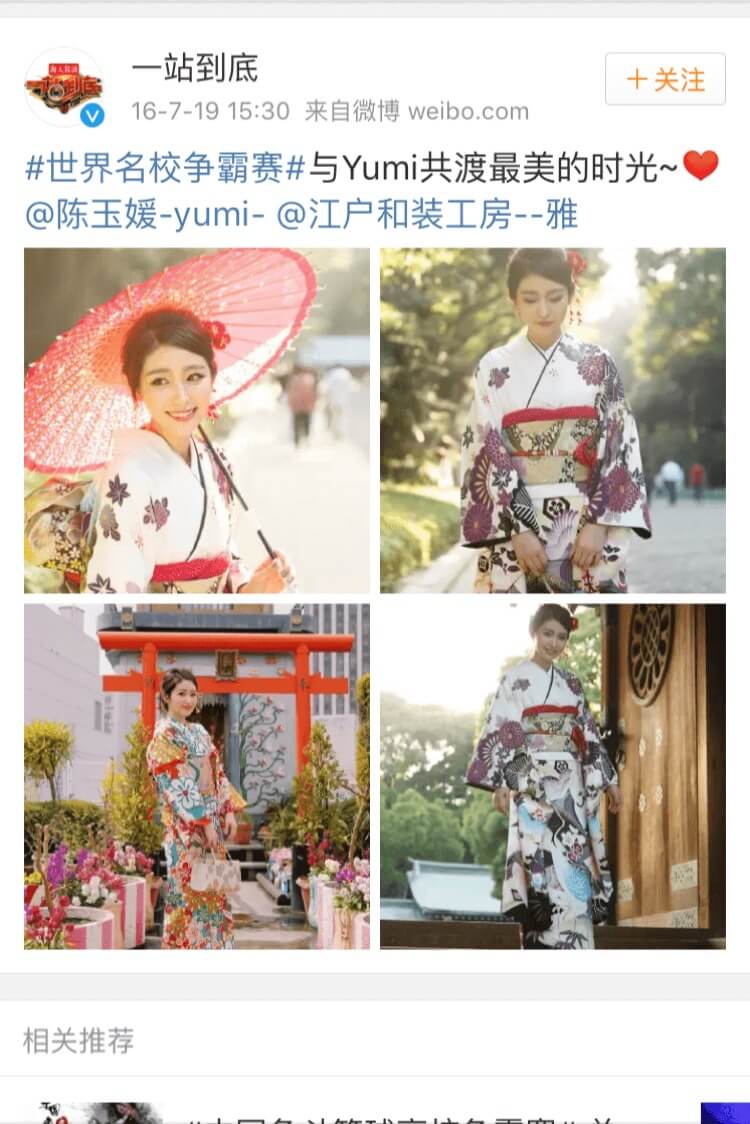 一站到底
16-7-19 15:30 来自微博 weibo.com
+关注
#世界名校争霸赛#与Yumi共渡最美的时光~❤️
@陈玉媛-yumi- @江户和装工房--雅
相关推荐